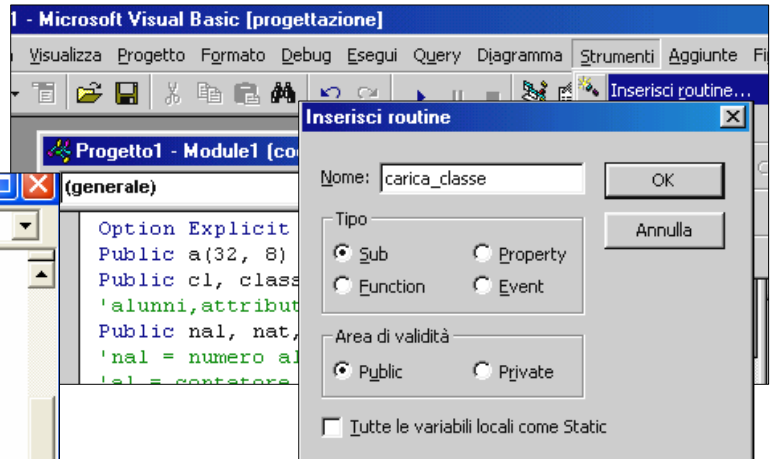 1 - Microsoft Visual Basic [progettazione]
Visualizza Progetto Formato Debug Esegui Query Diagramma Strumenti Aggiunte Fi
Inserisci routine...
Inserisci routine
Progetto1 - Module1 (co
(generale)
Nome: carica_classe
OK
Annulla
Tipo
Sub
Property
Function
Event
Area di validità
Public
Private
Tutte le variabili locali come Static
Option Explicit
Public a(32, 8)
Public cl, class
'alunni,attribut
Public nal, nat,
'nal = numero al
'al = contatore